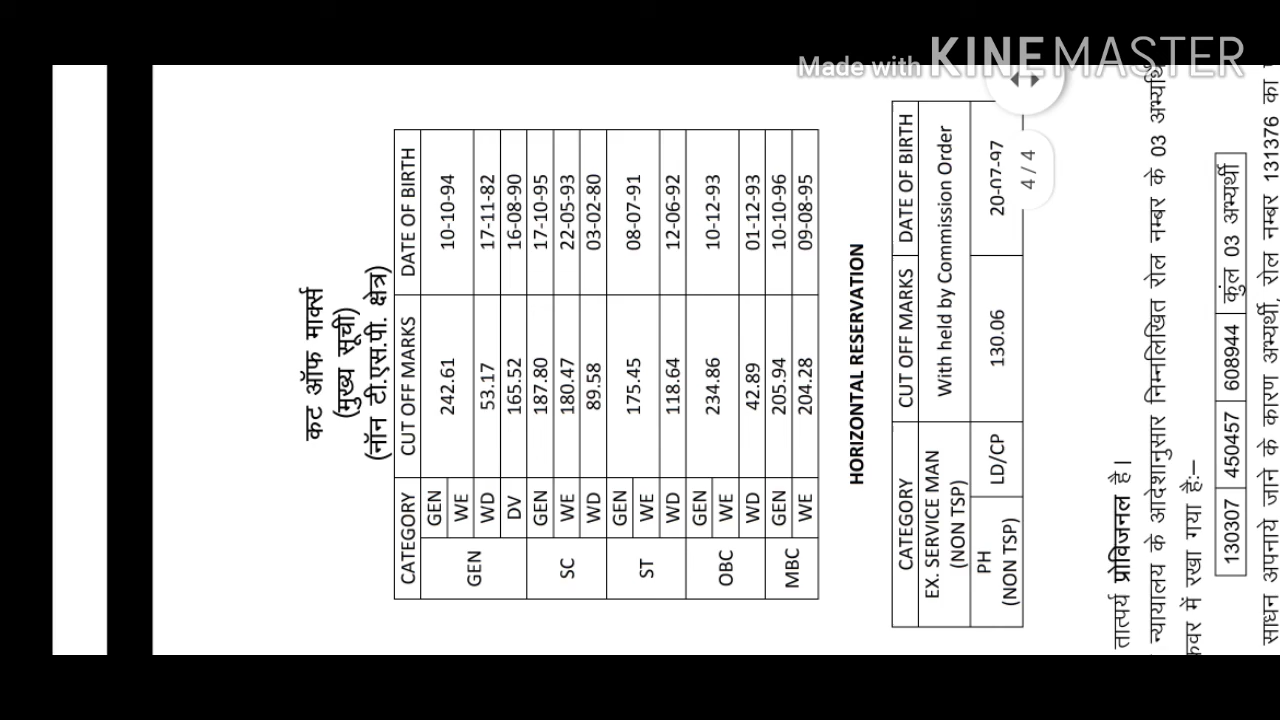 Made with KINEMASTER
कट ऑफ मार्क्स
(मुख्य सूची)
(नॉन टी.एस.पी. क्षेत्र)
CATEGORY CUT OFF MARKS DATE OF BIRTH
GEN GEN 242.61 10-10-94
WE
WD 53.17 17-11-82
DV 165.52 16-08-90
SC GEN 187.80 17-10-95
WE 180.47 22-05-93
WD 89.58 03-02-80
ST GEN 175.45 08-07-91
WE
WD 118.64 12-06-92
OBC GEN 234.86 10-12-93
WE
WD 42.89 01-12-93
MBC GEN 205.94 10-10-96
WE 204.28 09-08-95
HORIZONTAL RESERVATION
CATEGORY CUT OFF MARKS DATE OF BIRTH
EX. SERVICE MAN (NON TSP) With held by Commission Order
PH (NON TSP) LD/CP 130.06 20-07-97
4 / 4
तात्पर्य प्रोविजनल है।
न्यायालय के आदेशानुसार निम्नलिखित रोल नम्बर के 03
कवर में रखा गया है:–
130307 450457 608944 कुल 03 अभ्यर्थी
साधन अपनाये जाने के कारण अभ्यर्थी, रोल नम्बर 131376 का